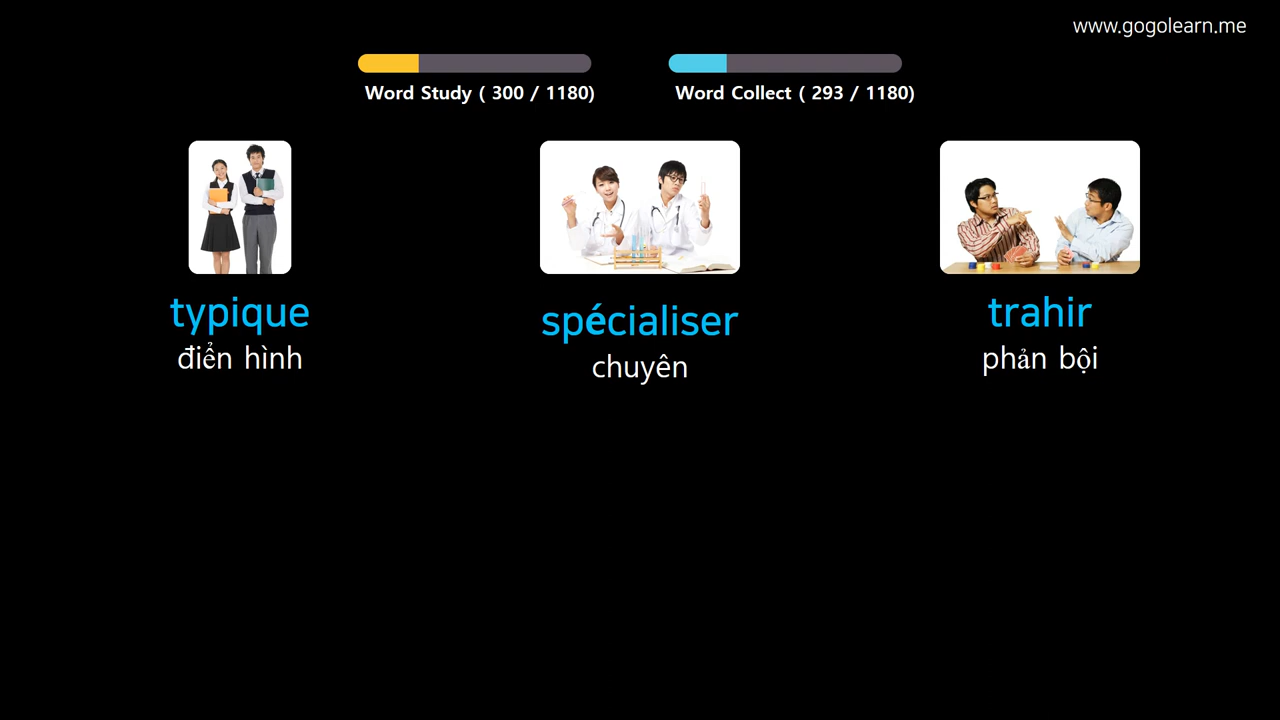 www.gogolearn.me
Word Study ( 300 / 1180)
Word Collect ( 293 / 1180)
typique
điển hình
spécialiser
chuyên
trahir
phản bội